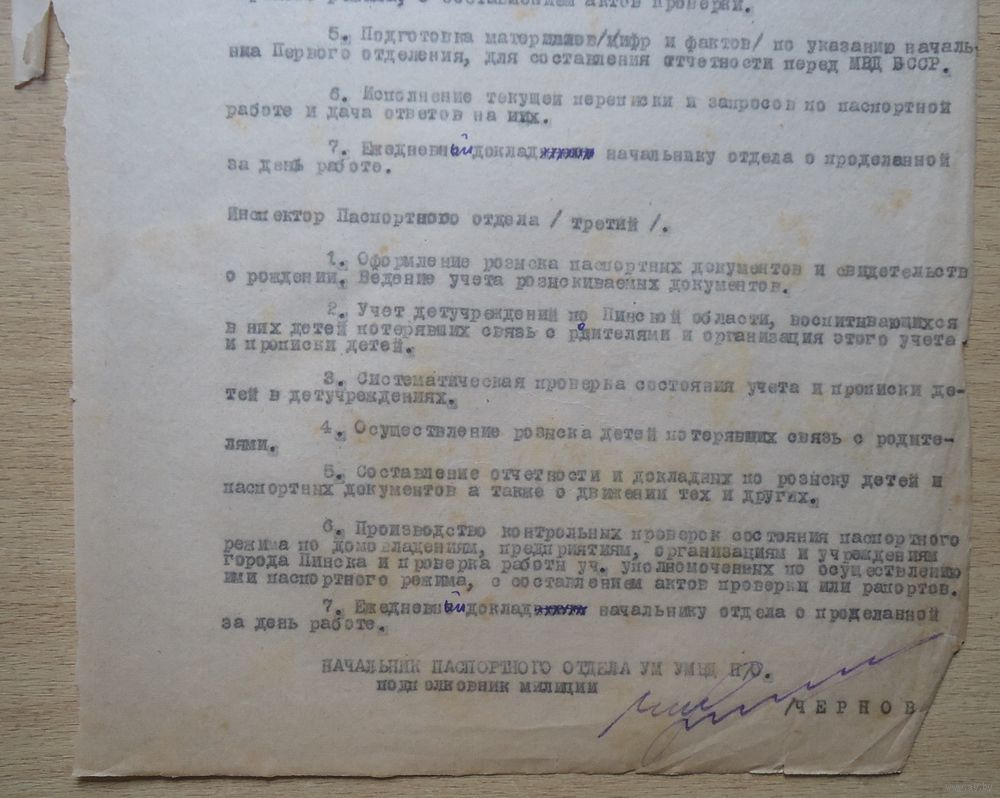 режима, с составлением актов проверки.
5. Подготовка материалов/цифр и фактов/ по указанию началь-
ника Первого отделения, для составления отчетности перед МВД БССР.
6. Исполнение текущей переписки и запросов по паспортной
работе и дача ответов на них.
7. Ежедневный доклад начальнику отдела о проделанной
за день работе.
Инспектор Паспортного отдела / третий /.
1. Оформление розыска паспортных документов и свидетельств
о рождении. Ведение учета розыскиваемых документов.
2. Учет детучреждений по Пинской области, воспитывающихся
в них детей потерявших связь с родителями и организация этого учета
и прописки детей.
3. Систематическая проверка состояния учета и прописки де-
тей в детучреждениях.
4. Осуществление розыска детей потерявших связь с родите-
лями.
5. Составление отчетности и докладных по розыску детей и
паспортных документов а также о движении тех и других.
6. Производство контрольных проверок состояния паспортного
режима по домовладениям, предприятиям, организациям и учреждениям
города Пинска и проверка работы уч. уполномоченных по осуществлению
ими паспортного режима, с составлением актов проверки или рапортов.
7. Ежедневный доклад начальнику отдела о проделанной
за день работе.
НАЧАЛЬНИК ПАСПОРТНОГО ОТДЕЛА УМ УМВД П/О.
ПОДПОЛКОВНИК МИЛИЦИИ
/ЧЕРНОВ